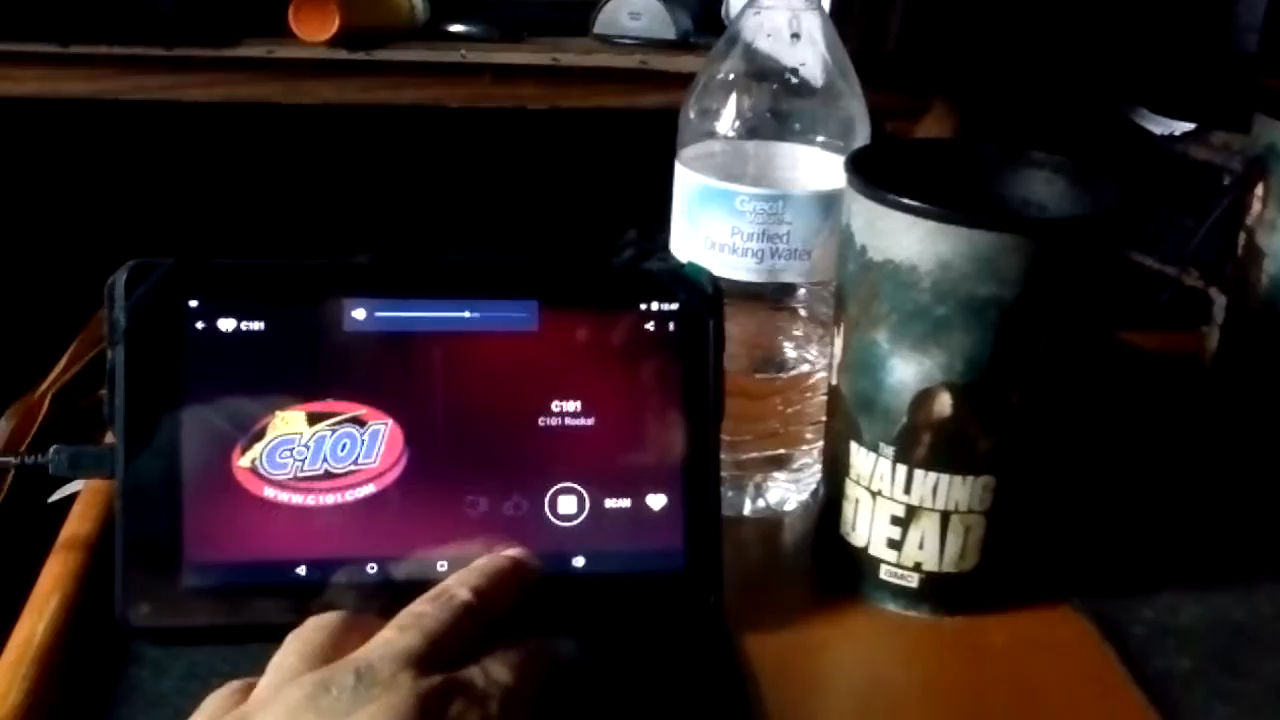 C101
C·101
WWW.C101.COM
C101
C101 Rocks!
SCAN
Great
Value
Purified
Drinking Water
THE
WALKING
DEAD
AMC